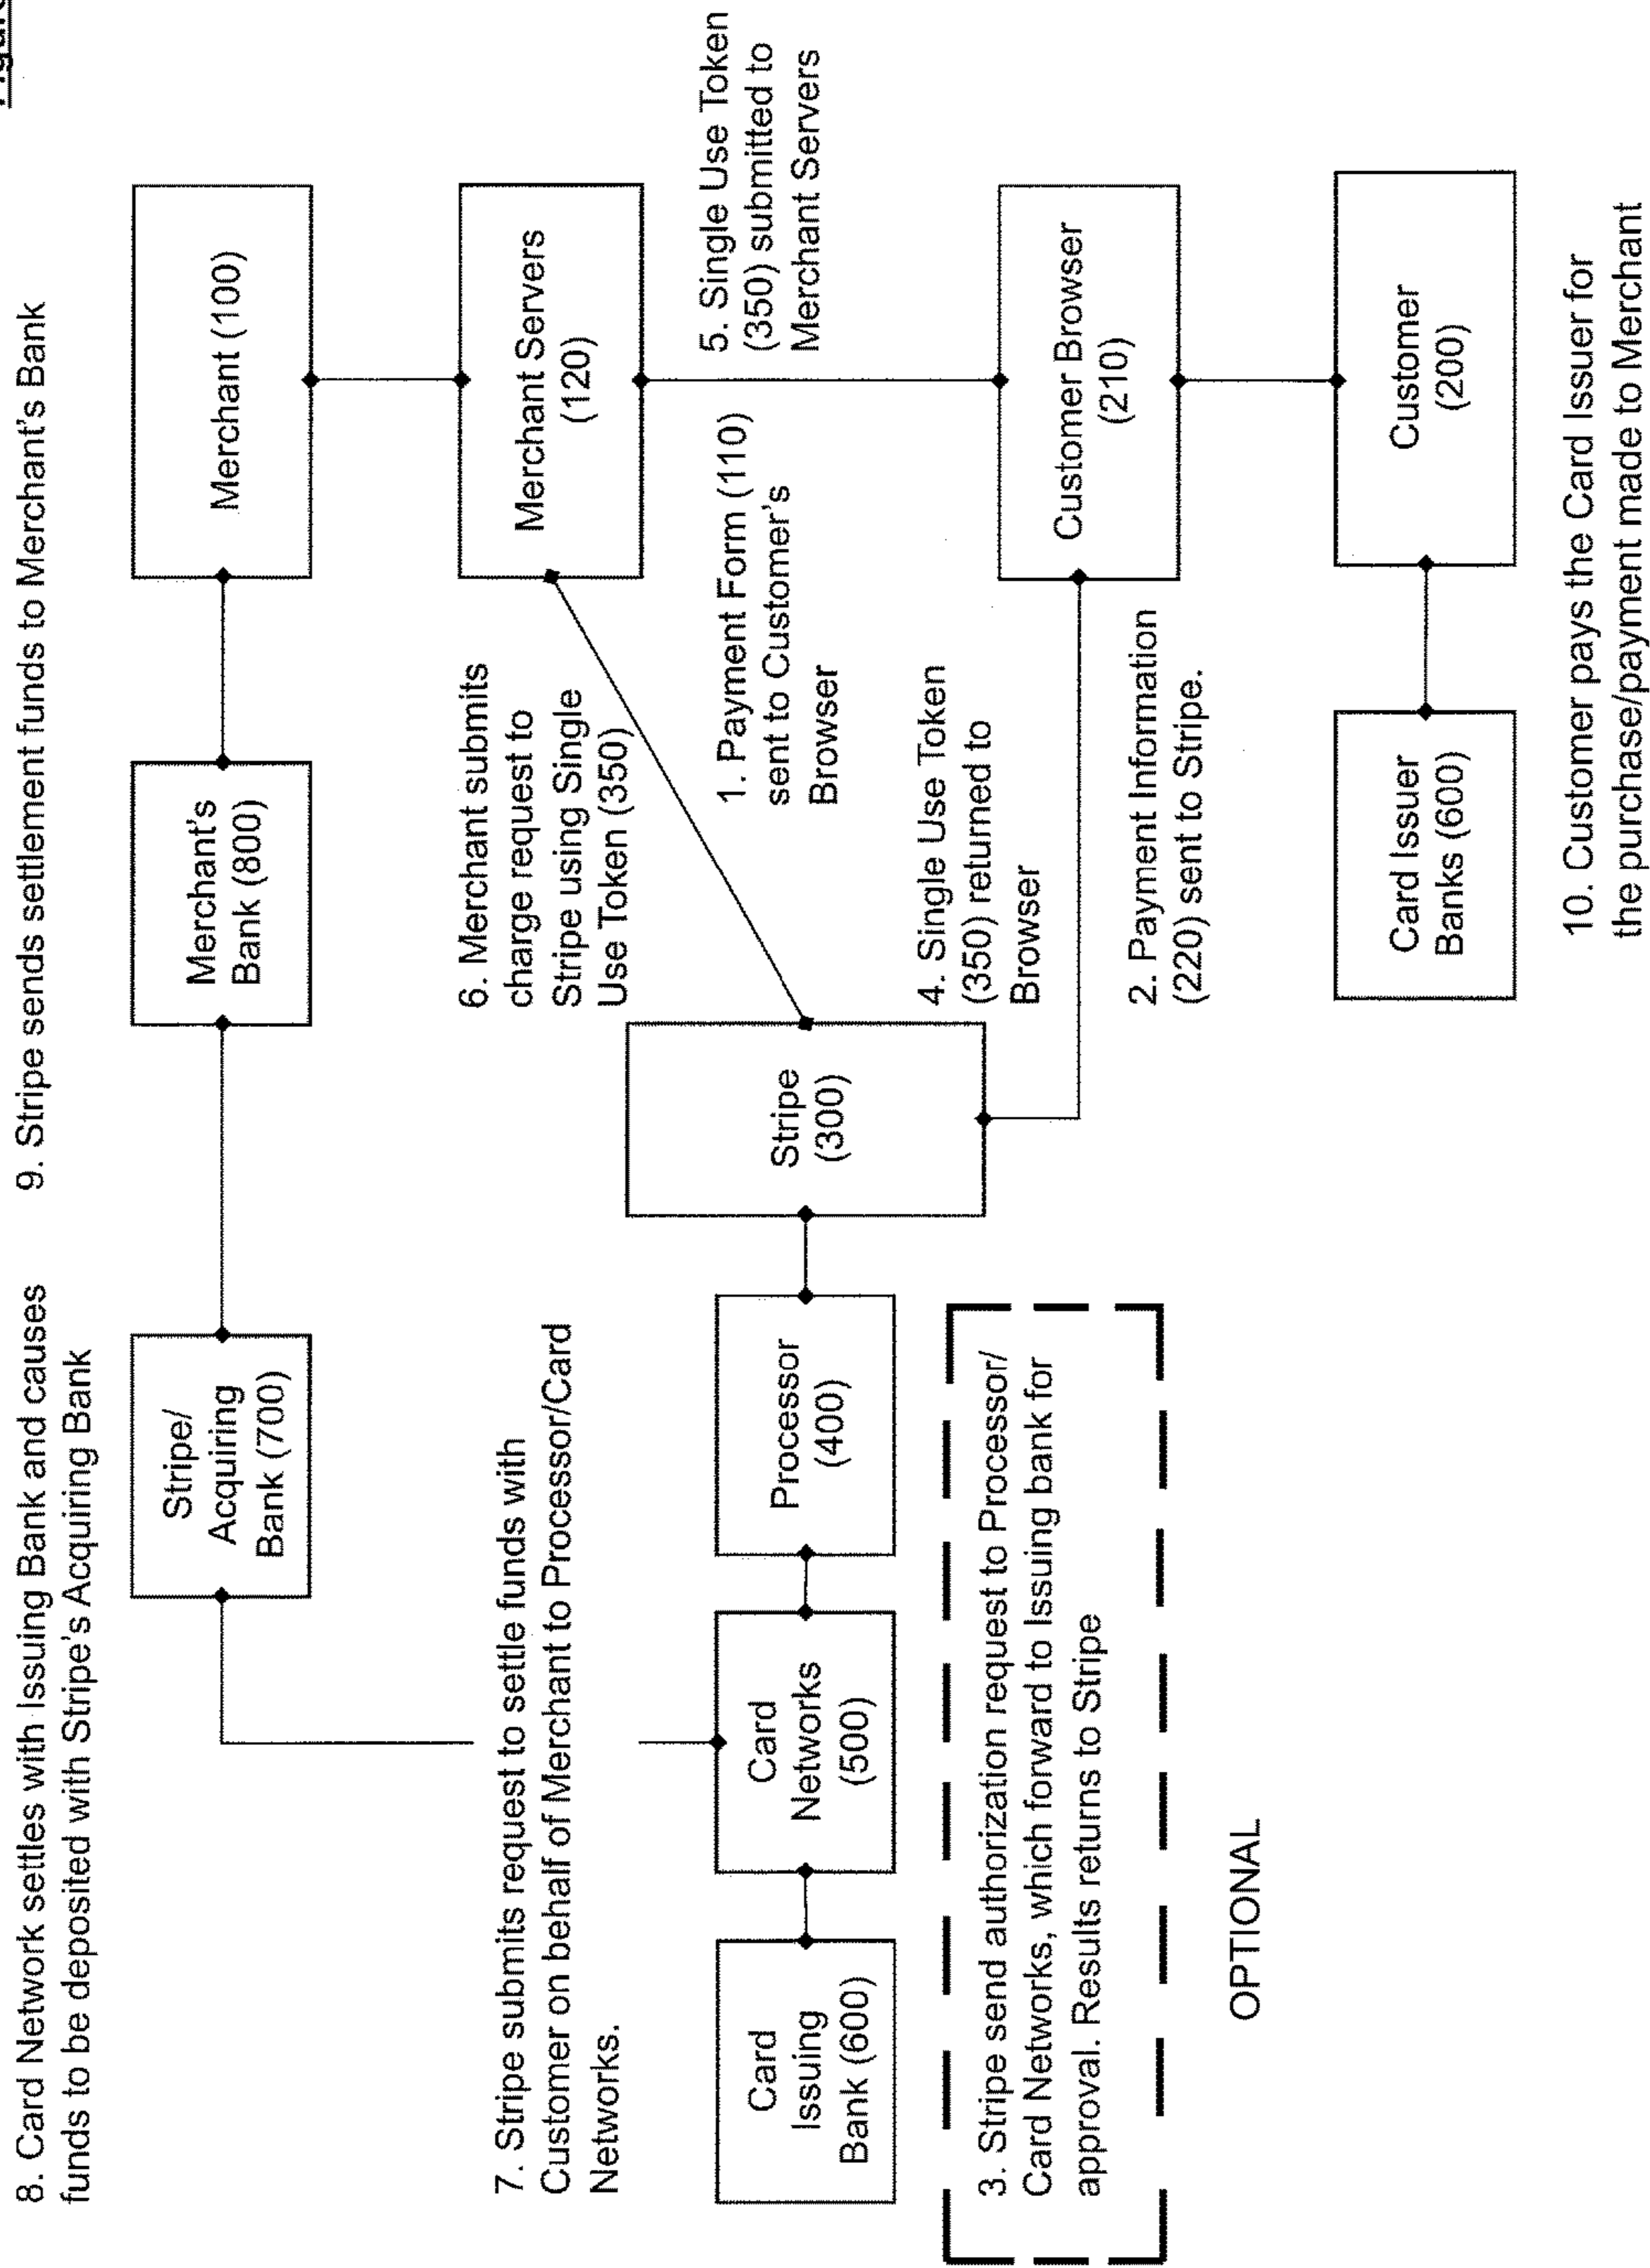 8. Card Network settles with Issuing Bank and causes
funds to be deposited with Stripe's Acquiring Bank
9. Stripe sends settlement funds to Merchant's Bank
Stripe/
Acquiring
Bank (700)
Merchant's
Bank (800)
Merchant (100)
7. Stripe submits request to settle funds with
Customer on behalf of Merchant to Processor/Card
Networks.
6. Merchant submits
charge request to
Stripe using Single
Use Token (350)
Merchant Servers
(120)
1. Payment Form (110)
sent to Customer's
Browser
5. Single Use Token
(350) submitted to
Merchant Servers
Card
Issuing
Bank (600)
Card
Networks
(500)
Processor
(400)
Stripe
(300)
4. Single Use Token
(350) returned to
Browser
Customer Browser
(210)
3. Stripe send authorization request to Processor/
Card Networks, which forward to Issuing bank for
approval. Results returns to Stripe
OPTIONAL
2. Payment Information
(220) sent to Stripe.
Card Issuer
Banks (600)
Customer
(200)
10. Customer pays the Card Issuer for
the purchase/payment made to Merchant